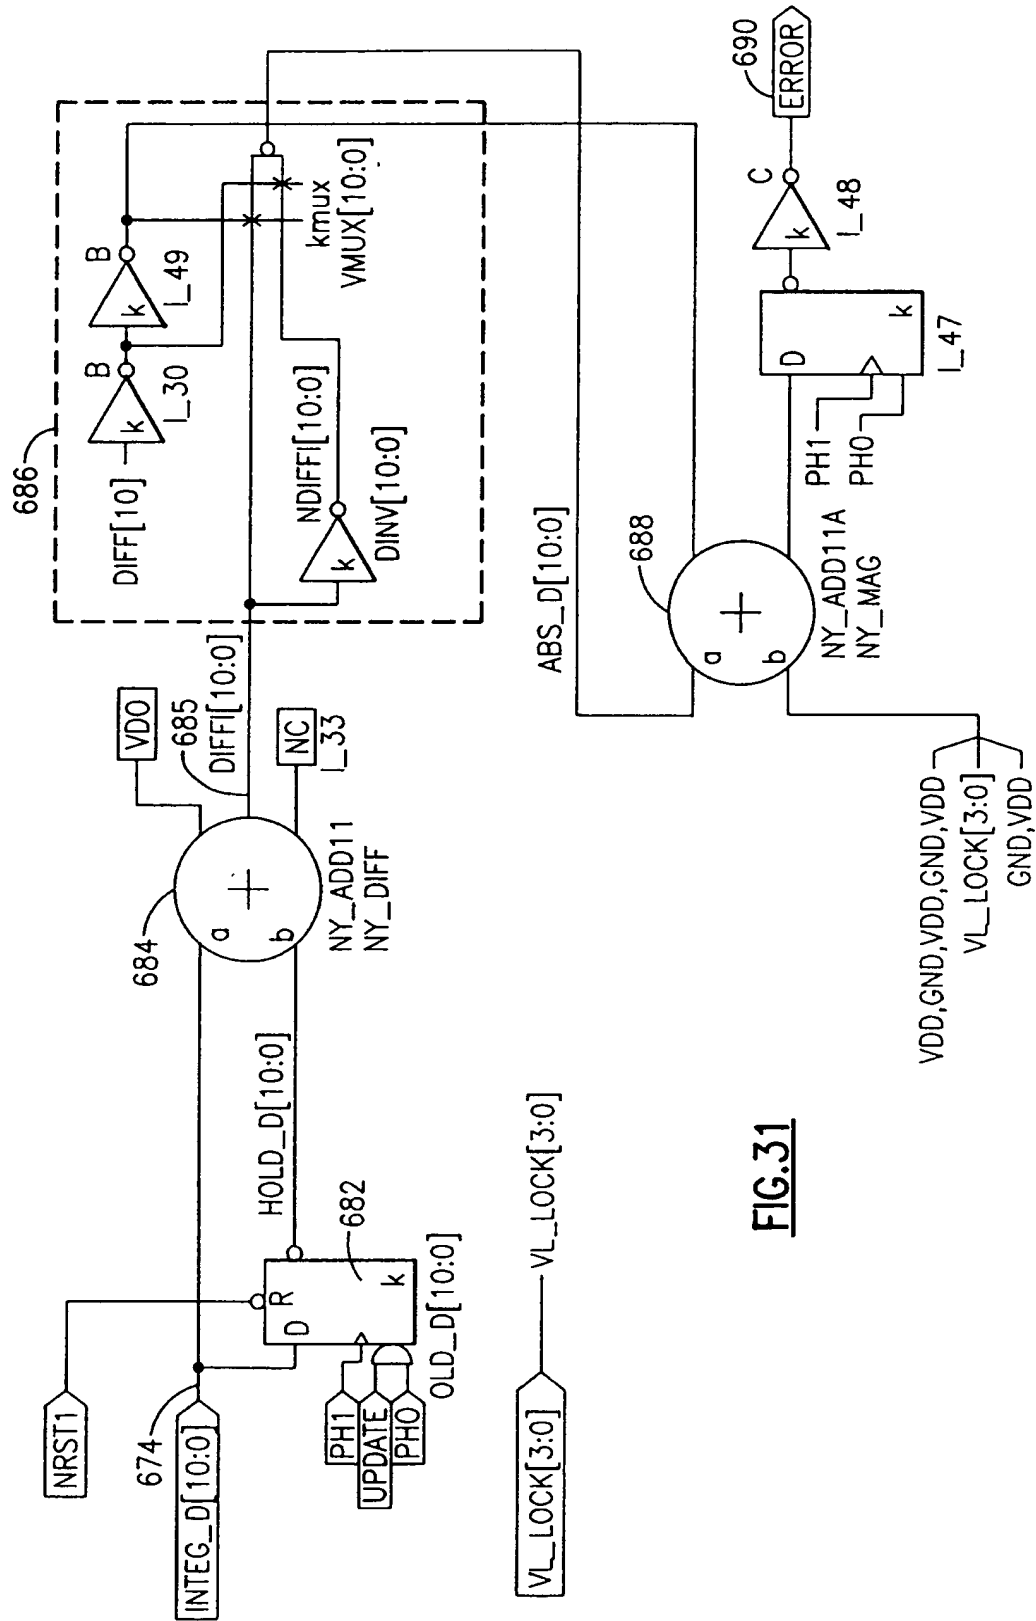 NRST1
674
INTEG_D[10:0]
D
R
k
682
PH1
UPDATE
PH0
OLD_D[10:0]
HOLD_D[10:0]
684
a
b
+
VDO
685
DIFFI[10:0]
NC
I_33
NY_ADD11
NY_DIFF
686
DIFF[10]
k
B
I_30
k
B
I_49
NDIFFI[10:0]
k
DINV[10:0]
kmux
VMUX[10:0]
ABS_D[10:0]
688
a
b
+
NY_ADD11A
NY_MAG
PH1
PH0
D
k
I_47
k
C
I_48
690
ERROR
VDD,GND,VDD,GND,VDD
VL_LOCK[3:0]
GND,VDD
VL_LOCK[3:0]
VL_LOCK[3:0]
FIG.31